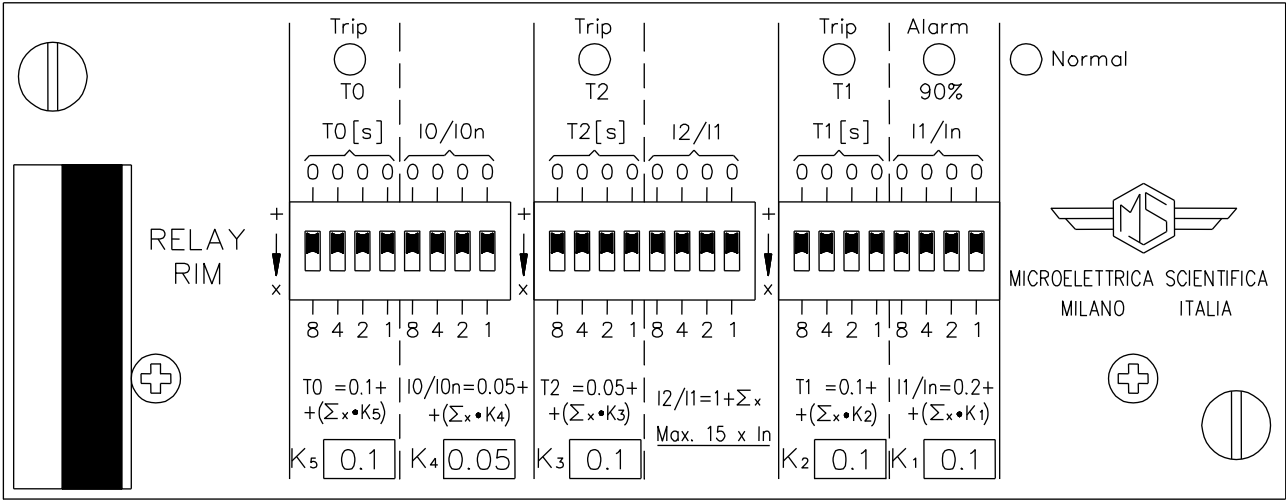 Trip Trip Trip Alarm
Normal
T0 T2 T1 90%
T0[s] I0/I0n T2[s] I2/I1 T1[s] I1/In
0 0 0 0 0 0 0 0 0 0 0 0 0 0 0 0 0 0 0 0 0 0 0 0
MS
+ + +
RELAY
RIM
x x x
MICROELETTRICA SCIENTIFICA
MILANO ITALIA
8 4 2 1 8 4 2 1 8 4 2 1 8 4 2 1 8 4 2 1 8 4 2 1
T0 =0.1+ I0/I0n=0.05+ T2 =0.05+ I2/I1=1+Σx T1 =0.1+ I1/In=0.2+
+(Σx•K5) +(Σx•K4) +(Σx•K3) +(Σx•K2) +(Σx•K1)
Max. 15 x In
K5 0.1 K4 0.05 K3 0.1 K2 0.1 K1 0.1